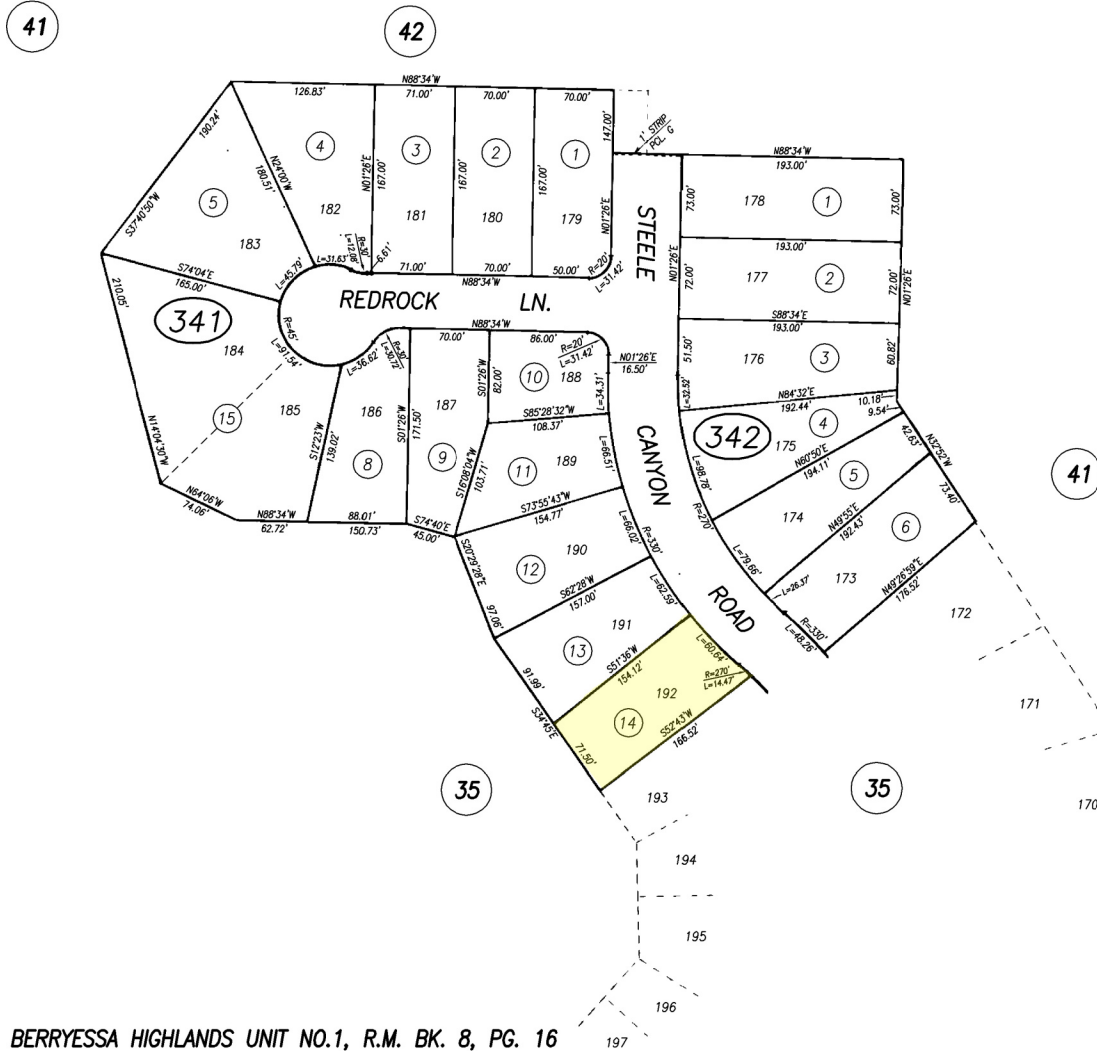 41
42
N88°34'W
126.83'
71.00'
70.00'
70.00'
147.00'
1' STRIP
PCL. G
190.24'
S37°40'50"W
N24°00'W
180.51'
4
N01°26'E
167.00'
3
167.00'
2
167.00'
1
N01°26'E
N88°34'W
193.00'
73.00'
178
1
73.00'
5
182
181
180
179
183
R=30'
L=12.08'
6.61'
L=31.63'
L=45.79'
71.00'
70.00'
50.00'
N88°34'W
R=20'
L=31.42'
STEELE
N01°26'E
193.00'
72.00'
177
2
72.00'
N01°26'E
S74°04'E
165.00'
210.05'
341
REDROCK LN.
R=45'
L=91.54'
184
S88°34'E
193.00'
N88°34'W
70.00'
86.00'
R=20'
L=31.42'
R=30'
L=30.72'
L=36.62'
N01°26'E
16.50'
51.50'
176
3
60.82'
S01°26'W
82.00'
10
188
L=34.31'
L=32.52'
N84°32'E
192.44'
10.18'
9.54'
S85°28'32"W
108.37'
N14°04'30"W
15
185
S12°23'W
139.02'
186
S01°26'W
171.50'
187
8
9
S16°08'04"W
103.71'
11
189
L=66.51'
CANYON
342
175
4
42.63'
N32°52'W
41
L=98.78'
N60°50'E
194.11'
5
73.40'
N64°06'W
74.06'
N88°34'W
62.72'
88.01'
150.73'
S74°40'E
45.00'
S73°55'43"W
154.77'
L=66.02'
R=270'
174
N49°55'E
192.43'
6
S20°29'28"E
97.06'
12
190
R=330'
L=79.66'
S62°28'W
157.00'
L=62.59'
L=26.37'
173
N49°26'59"E
176.52'
ROAD
R=330'
L=48.26'
172
13
191
S51°36'W
154.12'
L=60.64'
R=270'
L=14.47'
91.99'
S34°45'E
192
14
S52°43'W
166.52'
71.50'
171
35
35
193
170
194
195
196
197
BERRYESSA HIGHLANDS UNIT NO.1, R.M. BK. 8, PG. 16